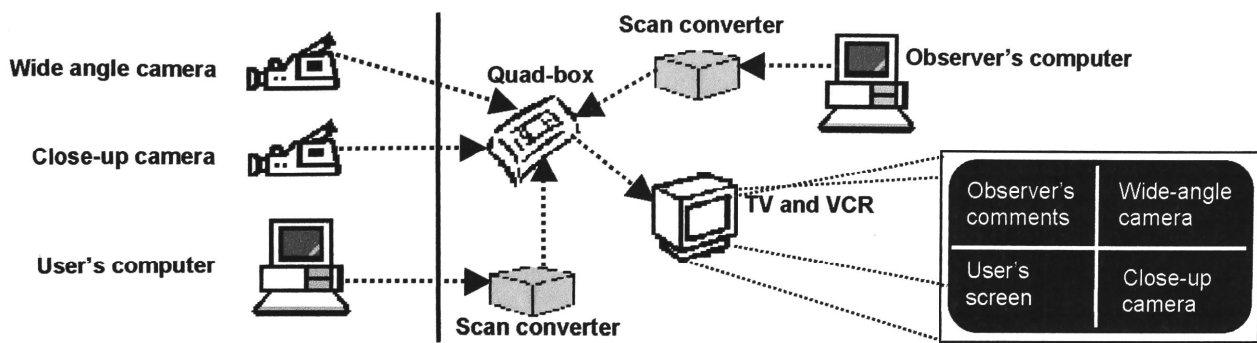 Wide angle camera
Close-up camera
User's computer
Quad-box
Scan converter
Observer's computer
Scan converter
TV and VCR
Observer's
comments
Wide-angle
camera
User's
screen
Close-up
camera